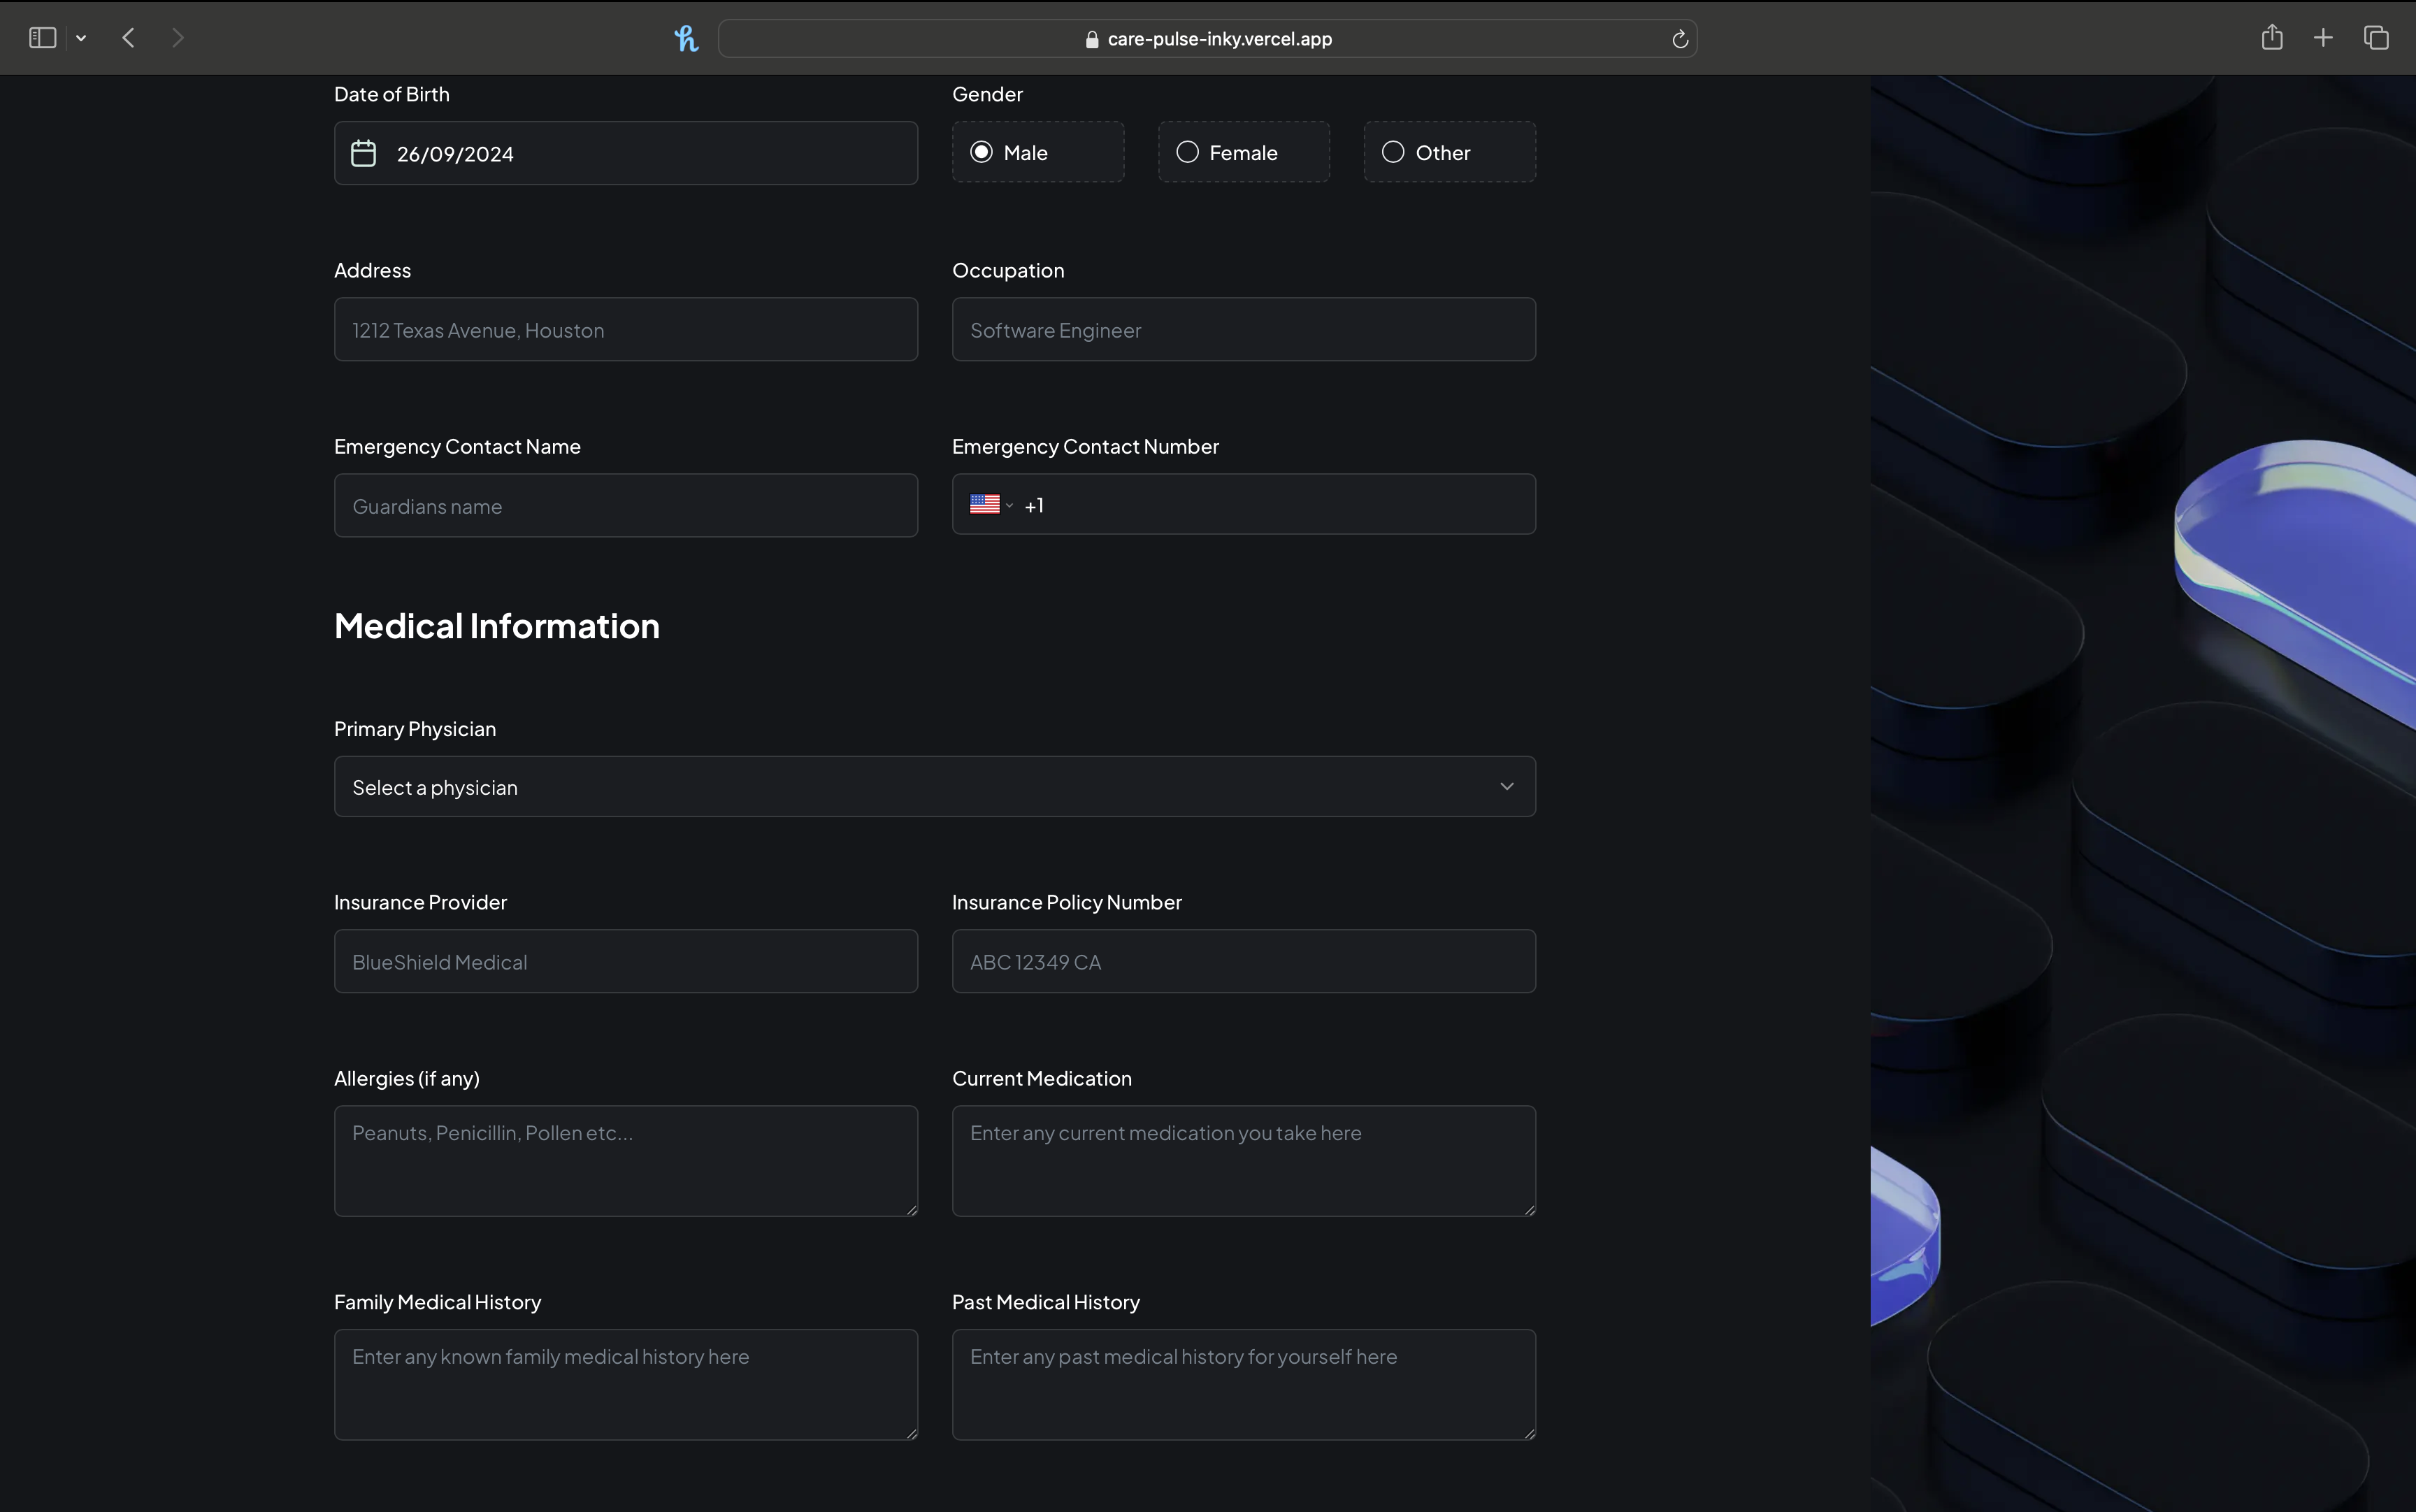 care-pulse-inky.vercel.app
Date of Birth
Gender
26/09/2024
Male
Female
Other
Address
Occupation
1212 Texas Avenue, Houston
Software Engineer
Emergency Contact Name
Emergency Contact Number
Guardians name
+1
Medical Information
Primary Physician
Select a physician
Insurance Provider
Insurance Policy Number
BlueShield Medical
ABC 12349 CA
Allergies (if any)
Current Medication
Peanuts, Penicillin, Pollen etc...
Enter any current medication you take here
Family Medical History
Past Medical History
Enter any known family medical history here
Enter any past medical history for yourself here